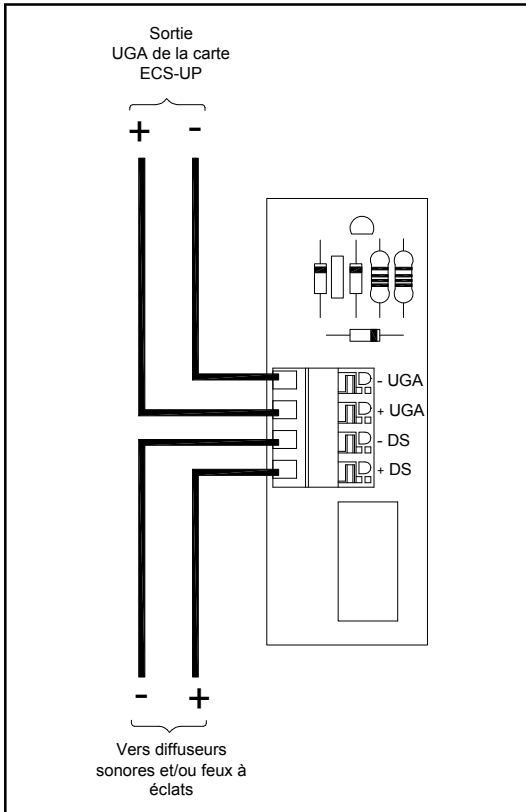 Sortie
UGA de la carte
ECS-UP
+ -
- UGA
+ UGA
- DS
+ DS
- +
Vers diffuseurs
sonores et/ou feux à
éclats